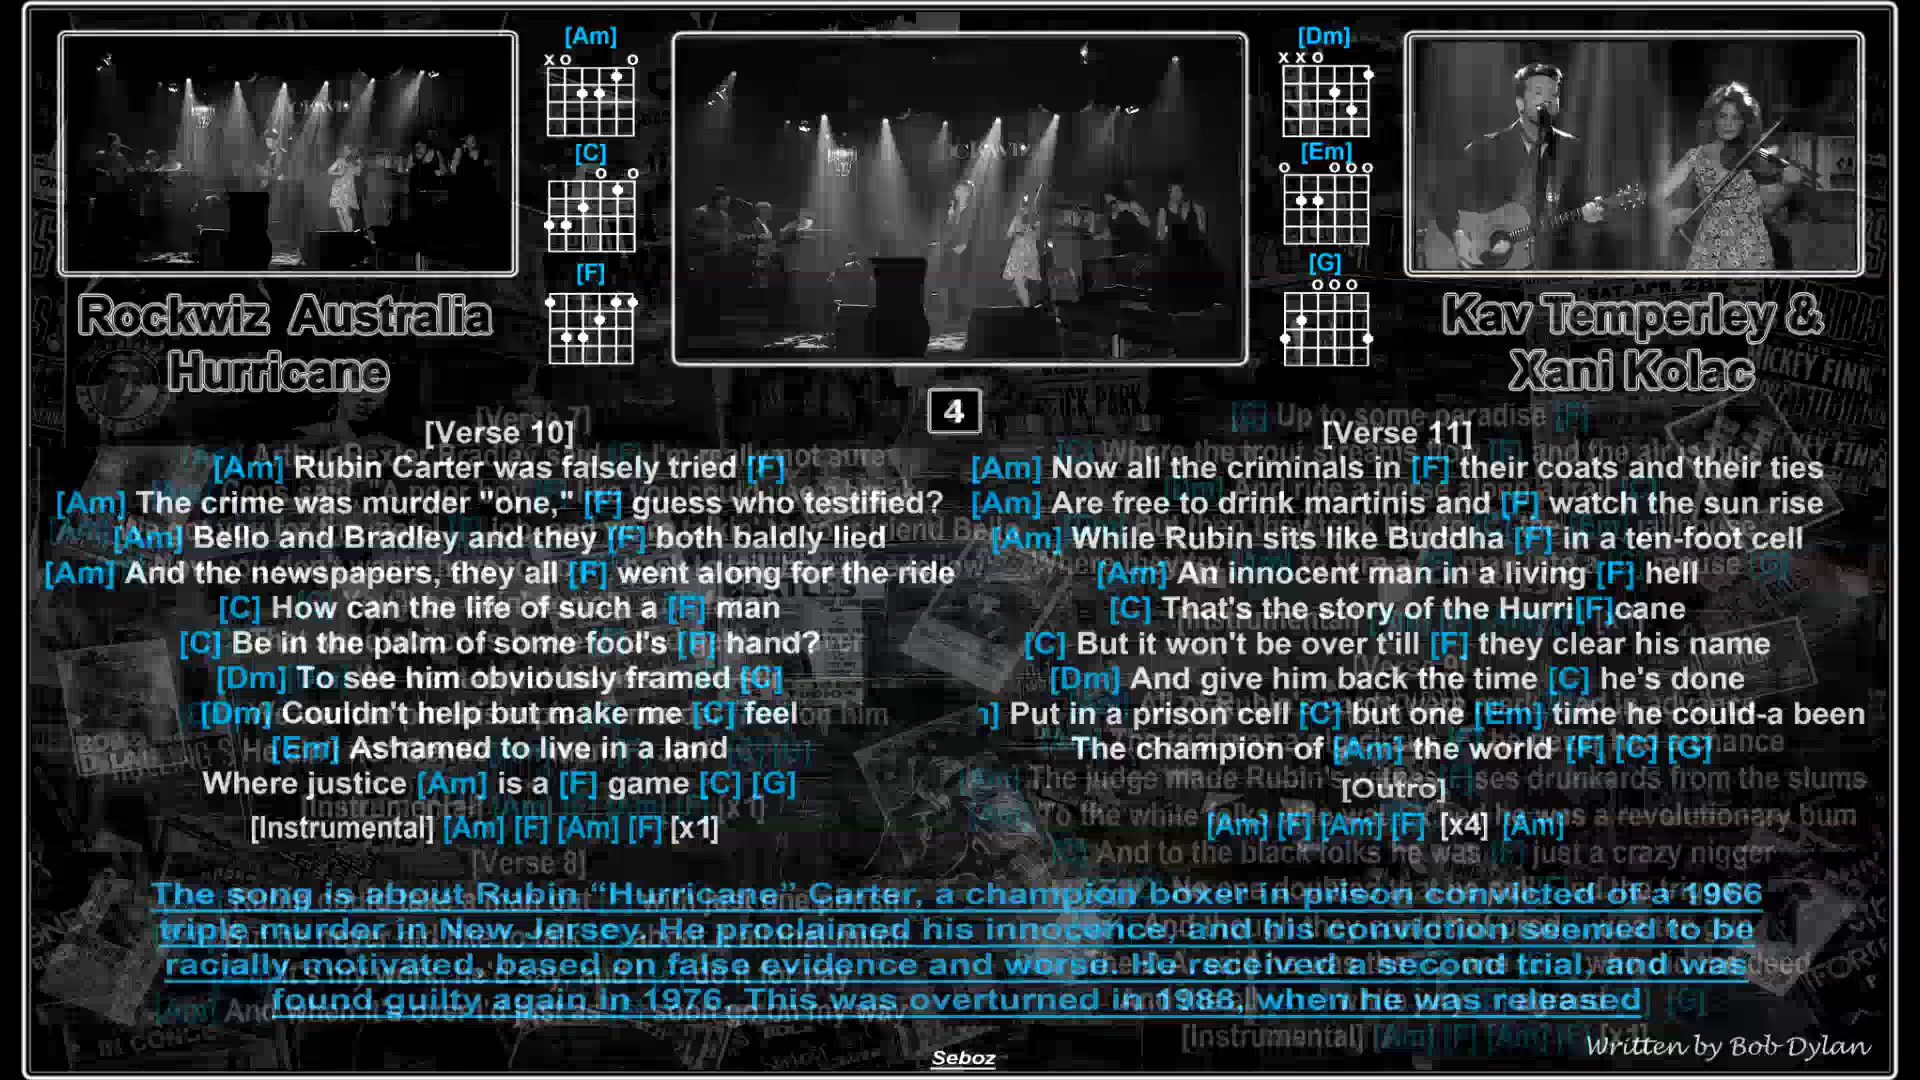 [Am]
[C]
[F]
[Dm]
[Em]
[G]
Rockwiz Australia
Hurricane
Kav Temperley &
Xani Kolac
4
[Verse 10]
[Am] Rubin Carter was falsely tried [F]
[Am] The crime was murder "one," [F] guess who testified?
[Am] Bello and Bradley and they [F] both baldly lied
[Am] And the newspapers, they all [F] went along for the ride
[C] How can the life of such a [F] man
[C] Be in the palm of some fool's [F] hand?
[Dm] To see him obviously framed [G]
[Dm] Couldn't help but make me [C] feel
[Em] Ashamed to live in a land
Where justice [Am] is a [F] game [C] [G]
[Instrumental] [Am] [F] [Am] [F] [x1]
[Verse 11]
[Am] Now all the criminals in [F] their coats and their ties
[Am] Are free to drink martinis and [F] watch the sun rise
[Am] While Rubin sits like Buddha [F] in a ten-foot cell
[Am] An innocent man in a living [F] hell
[C] That's the story of the Hurri[F]cane
[C] But it won't be over t'ill [F] they clear his name
[Dm] And give him back the time [C] he's done
] Put in a prison cell [C] but one [Em] time he could-a been
The champion of [Am] the world [F] [C] [G]
[Outro]
[Am] [F] [Am] [F] [x4] [Am]
The song is about Rubin “Hurricane” Carter, a champion boxer in prison convicted of a 1966
triple murder in New Jersey. He proclaimed his innocence, and his conviction seemed to be
racially motivated, based on false evidence and worse. He received a second trial, and was
found guilty again in 1976. This was overturned in 1988, when he was released
Written by Bob Dylan
Seboz